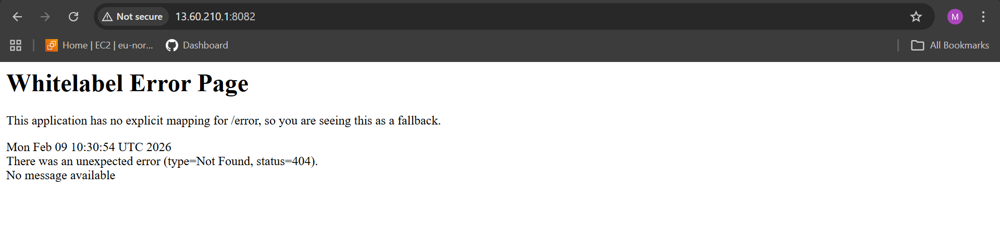 Not secure
13.60.210.1:8082
M
Home | EC2 | eu-nor...
Dashboard
All Bookmarks
Whitelabel Error Page
This application has no explicit mapping for /error, so you are seeing this as a fallback.
Mon Feb 09 10:30:54 UTC 2026
There was an unexpected error (type=Not Found, status=404).
No message available